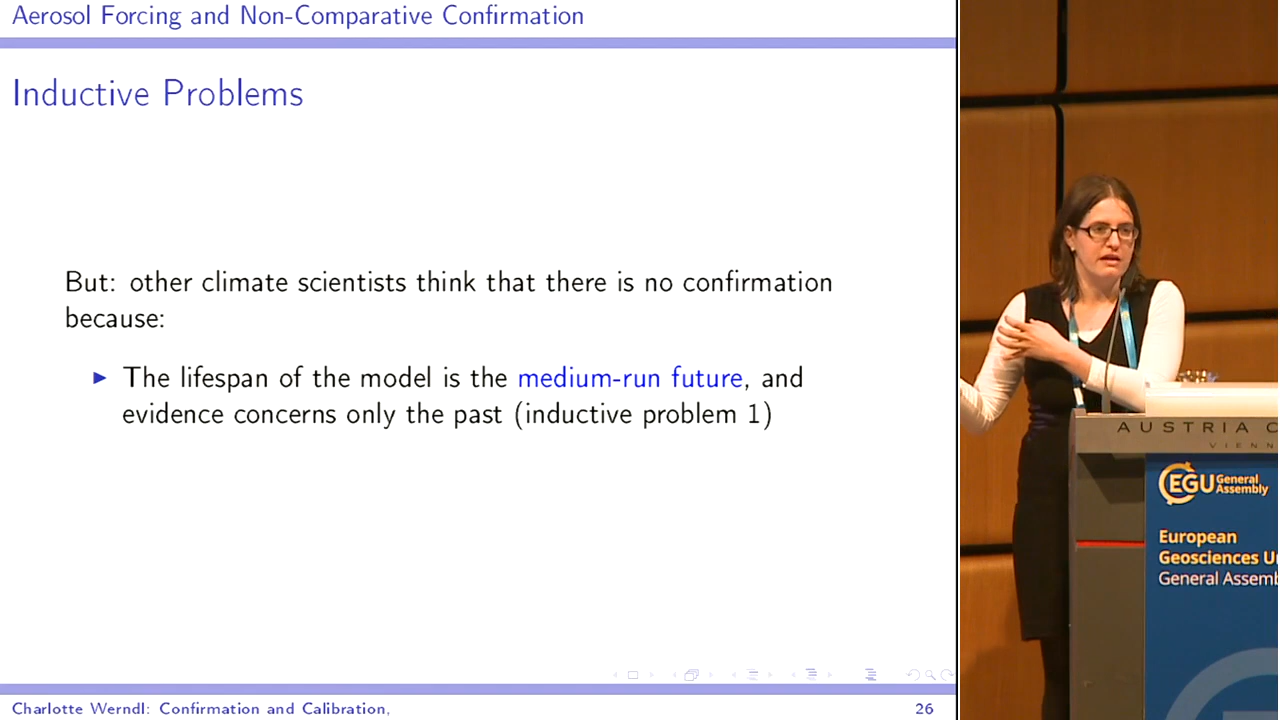 Aerosol Forcing and Non-Comparative Confirmation
Inductive Problems
But: other climate scientists think that there is no confirmation
because:
▶ The lifespan of the model is the medium-run future, and
evidence concerns only the past (inductive problem 1)
Charlotte Werndl: Confirmation and Calibration,
26
AUSTRIA C
VIENN
EGU General
Assembly
European
Geosciences U
General Assemb